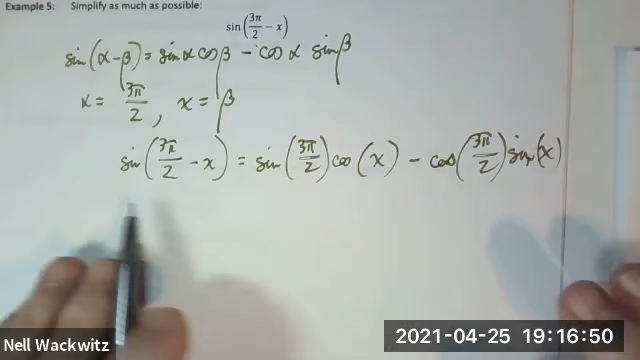 Example 5: Simplify as much as possible:
sin(3π/2 − x)
sin(α−β) = sin α cos β − cos α sin β
α = 3π/2, x = β
sin(3π/2 − x) = sin(3π/2) cos(x) − cos(3π/2) sin(x)
Nell Wackwitz
2021-04-25 19:16:50